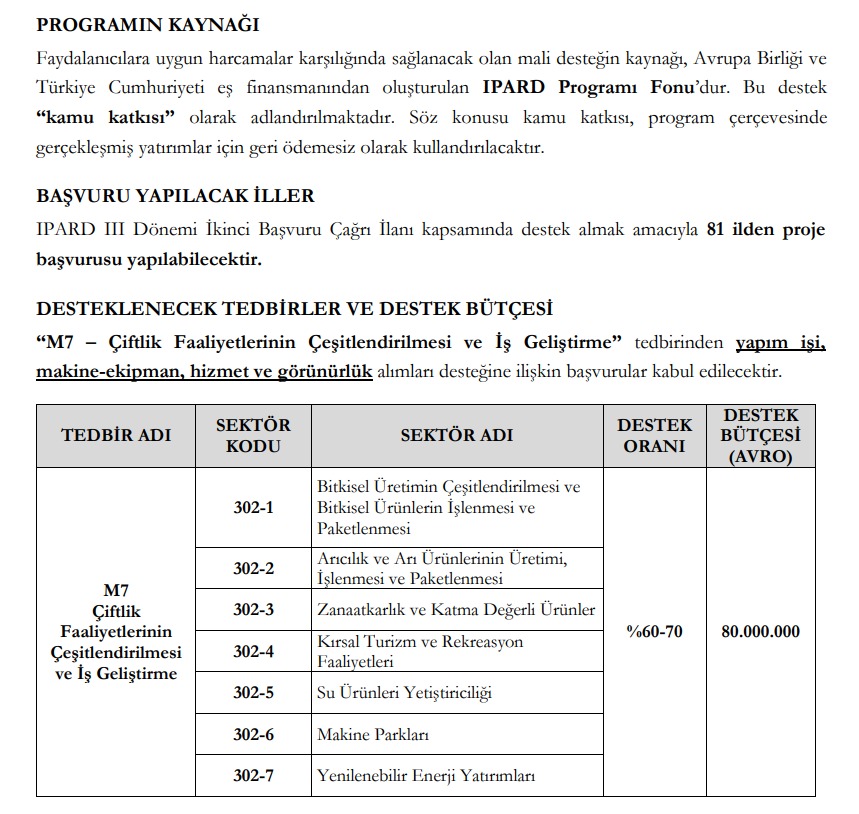 PROGRAMIN KAYNAĞI
Faydalanıcılara uygun harcamalar karşılığında sağlanacak olan mali desteğin kaynağı, Avrupa Birliği ve
Türkiye Cumhuriyeti eş finansmanından oluşturulan IPARD Programı Fonu’dur. Bu destek
“kamu katkısı” olarak adlandırılmaktadır. Söz konusu kamu katkısı, program çerçevesinde
gerçekleşmiş yatırımlar için geri ödemesiz olarak kullandırılacaktır.
BAŞVURU YAPILACAK İLLER
IPARD III Dönemi İkinci Başvuru Çağrı İlanı kapsamında destek almak amacıyla 81 ilden proje
başvurusu yapılabilecektir.
DESTEKLENECEK TEDBİRLER VE DESTEK BÜTÇESİ
“M7 – Çiftlik Faaliyetlerinin Çeşitlendirilmesi ve İş Geliştirme” tedbirinden yapım işi,
makine-ekipman, hizmet ve görünürlük alımları desteğine ilişkin başvurular kabul edilecektir.
TEDBİR ADI
SEKTÖR
KODU
SEKTÖR ADI
DESTEK
ORANI
DESTEK
BÜTÇESİ
(AVRO)
M7
Çiftlik
Faaliyetlerinin
Çeşitlendirilmesi
ve İş Geliştirme
302-1
Bitkisel Üretimin Çeşitlendirilmesi ve
Bitkisel Ürünlerin İşlenmesi ve
Paketlenmesi
302-2
Arıcılık ve Arı Ürünlerinin Üretimi,
İşlenmesi ve Paketlenmesi
302-3
Zanaatkarlık ve Katma Değerli Ürünler
302-4
Kırsal Turizm ve Rekreasyon
Faaliyetleri
302-5
Su Ürünleri Yetiştiriciliği
302-6
Makine Parkları
302-7
Yenilenebilir Enerji Yatırımları
%60-70
80.000.000